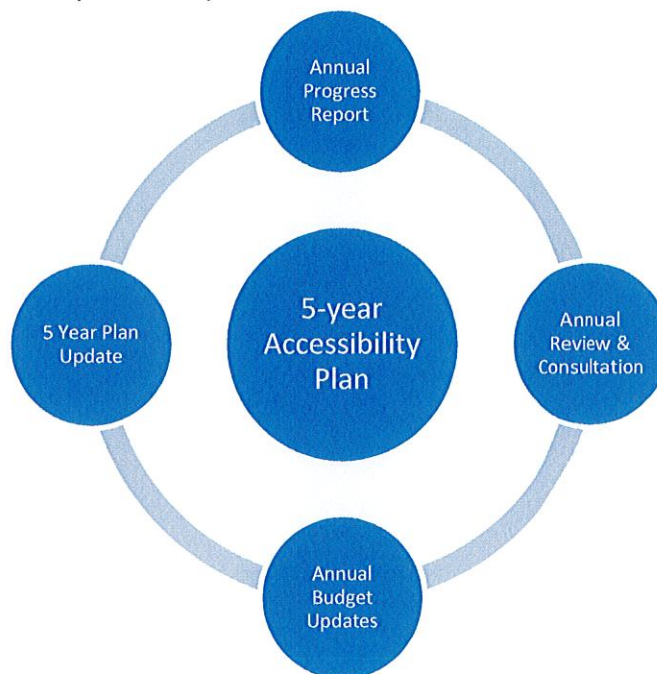 Annual
Progress
Report
5-year
Accessibility
Plan
5 Year Plan
Update
Annual
Review &
Consultation
Annual
Budget
Updates